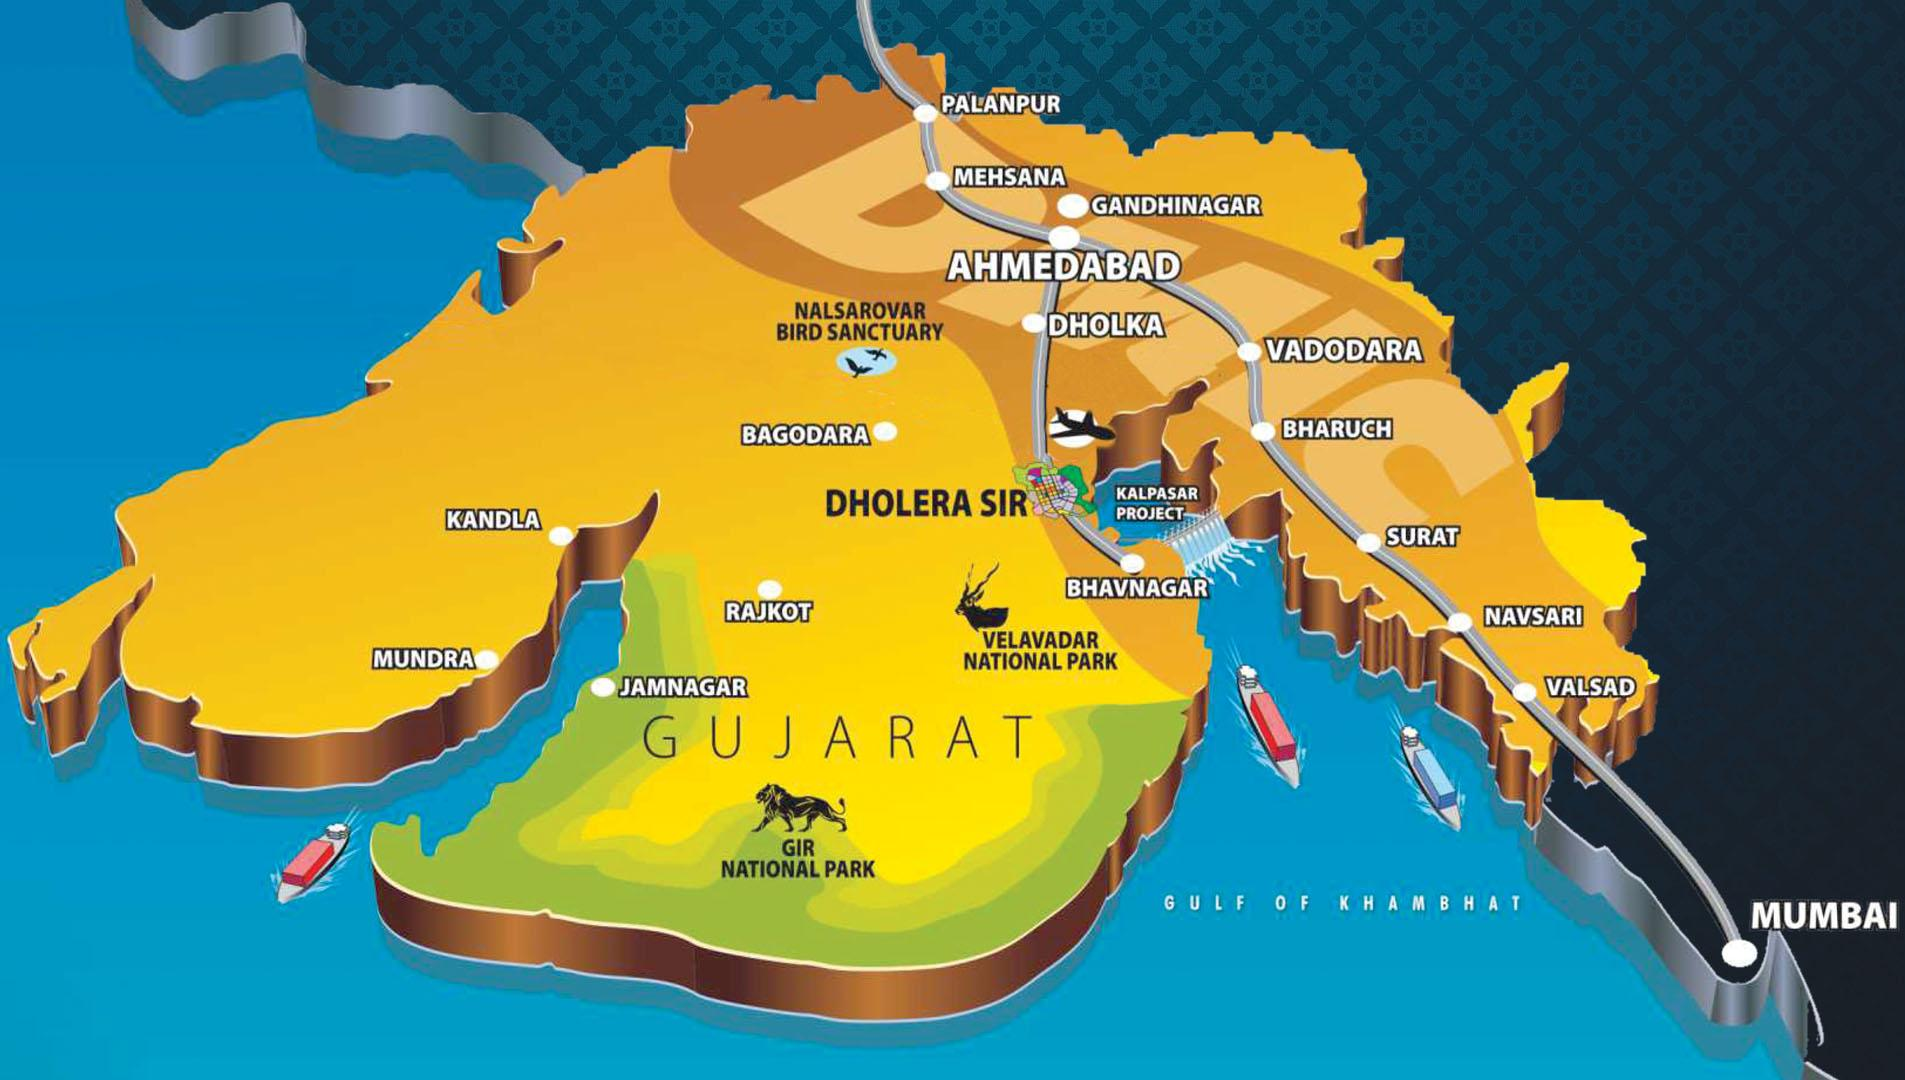 PALANPUR
MEHSANA
GANDHINAGAR
AHMEDABAD
DMIC
NALSAROVAR
BIRD SANCTUARY
DHOLKA
VADODARA
BAGODARA
BHARUCH
DHOLERA SIR
KALPASAR
PROJECT
KANDLA
SURAT
BHAVNAGAR
RAJKOT
NAVSARI
VELAVADAR
NATIONAL PARK
MUNDRA
JAMNAGAR
VALSAD
GUJARAT
GIR
NATIONAL PARK
GULF OF KHAMBHAT
MUMBAI